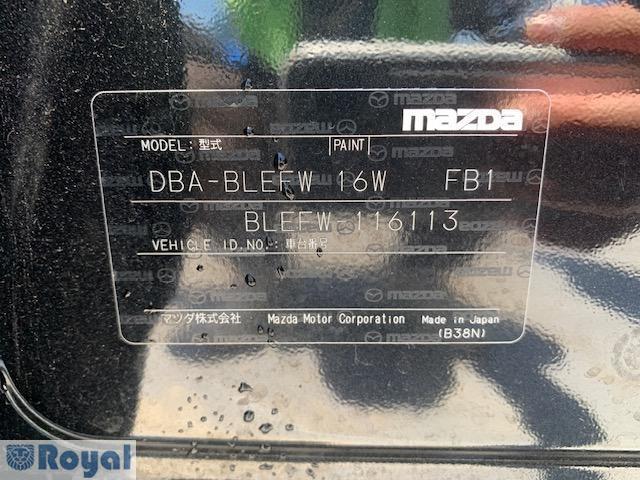 mazda
MODEL:型式 PAINT
DBA-BLEFW 16W FB1
BLEFW-116113
VEHICLE ID.NO.:車台番号
マツダ株式会社 Mazda Motor Corporation Made in Japan
(B38N)
Royal